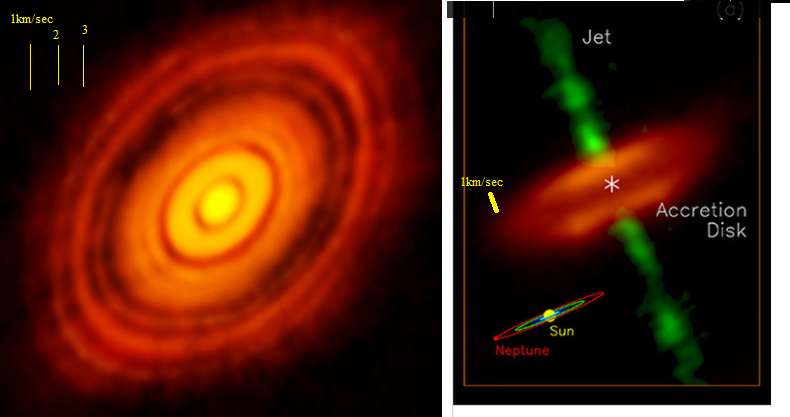 1km/sec
2
3
(a)
Jet
1km/sec
Accretion
Disk
Sun
Neptune